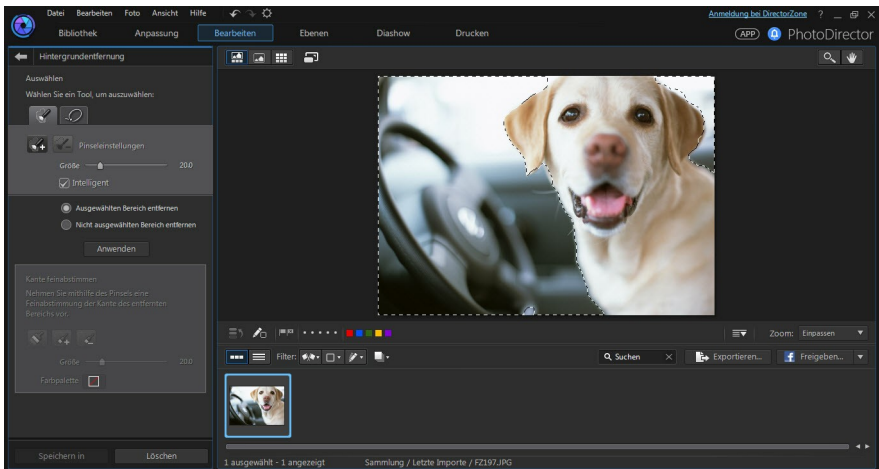 Datei Bearbeiten Foto Ansicht Hilfe
Anmeldung bei DirectorZone ?
Bibliothek Anpassung Bearbeiten Ebenen Diashow Drucken
APP PhotoDirector
Hintergrundentfernung
Auswählen
Wählen Sie ein Tool, um auszuwählen:
Pinseleinstellungen
Größe 20.0
Intelligent
Ausgewählten Bereich entfernen
Nicht ausgewählten Bereich entfernen
Anwenden
Kante feinabstimmen
Nehmen Sie mithilfe des Pinsels eine
Feinabstimmung der Kante des entfernten
Bereichs vor.
Größe 20.0
Farbpalette
Speichern in Löschen
Zoom: Einpassen
Filter: Suchen Exportieren... Freigeben...
1 ausgewählt - 1 angezeigt Sammlung / Letzte Importe / FZ197.JPG